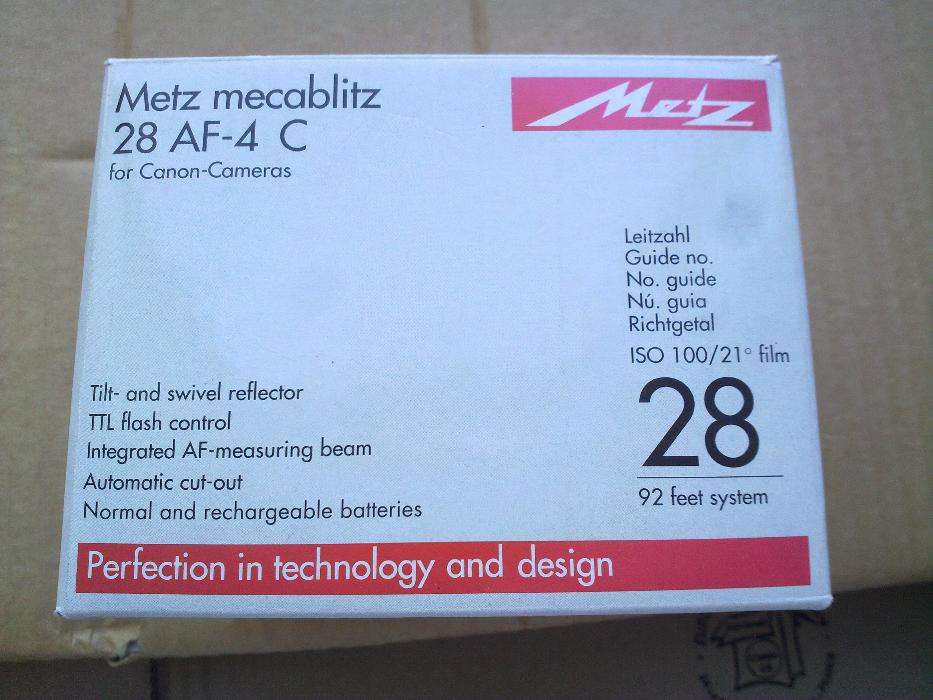 Metz mecablitz
28 AF-4 C
for Canon-Cameras
Metz
Leitzahl
Guide no.
No. guide
Nú. guia
Richtgetal
ISO 100/21° film
28
92 feet system
Tilt- and swivel reflector
TTL flash control
Integrated AF-measuring beam
Automatic cut-out
Normal and rechargeable batteries
Perfection in technology and design